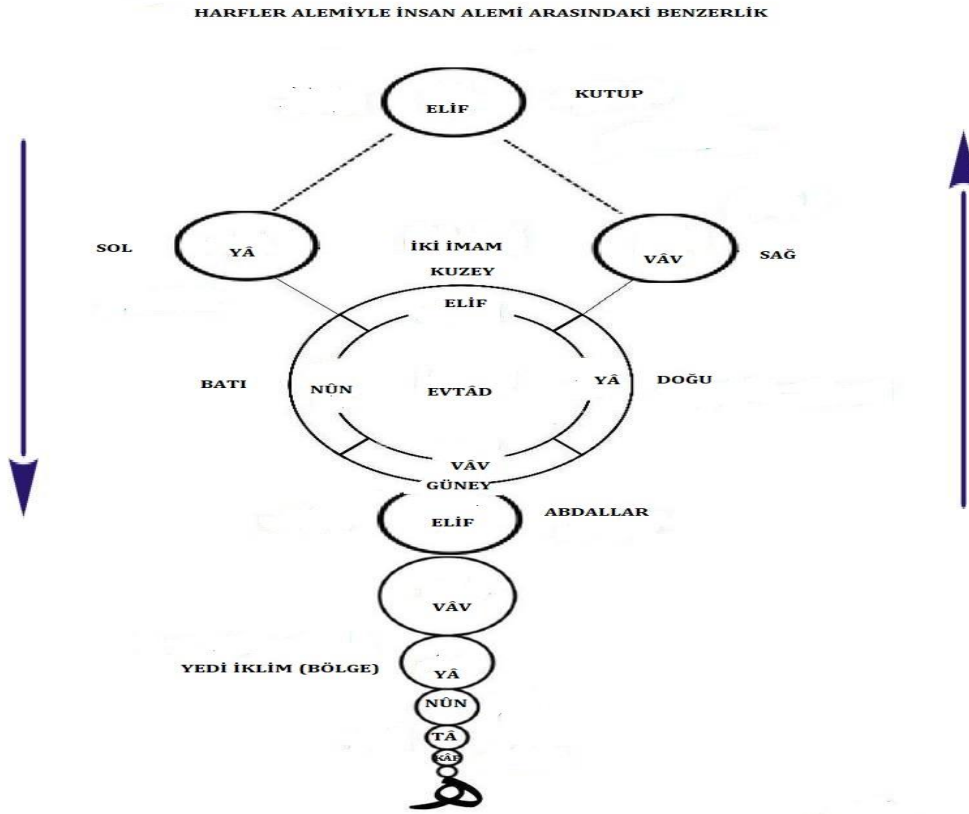 HARFLER ALEMİYLE İNSAN ALEMİ ARASINDAKİ BENZERLİK
ELİF
KUTUP
SOL
YÂ
İKİ İMAM
VÂV
SAĞ
KUZEY
ELİF
BATI
NÛN
EVTÂD
YÂ
DOĞU
VÂV
GÜNEY
ELİF
ABDALLAR
VÂV
YEDİ İKLİM (BÖLGE)
YÂ
NÛN
TÂ
KÂF
ه